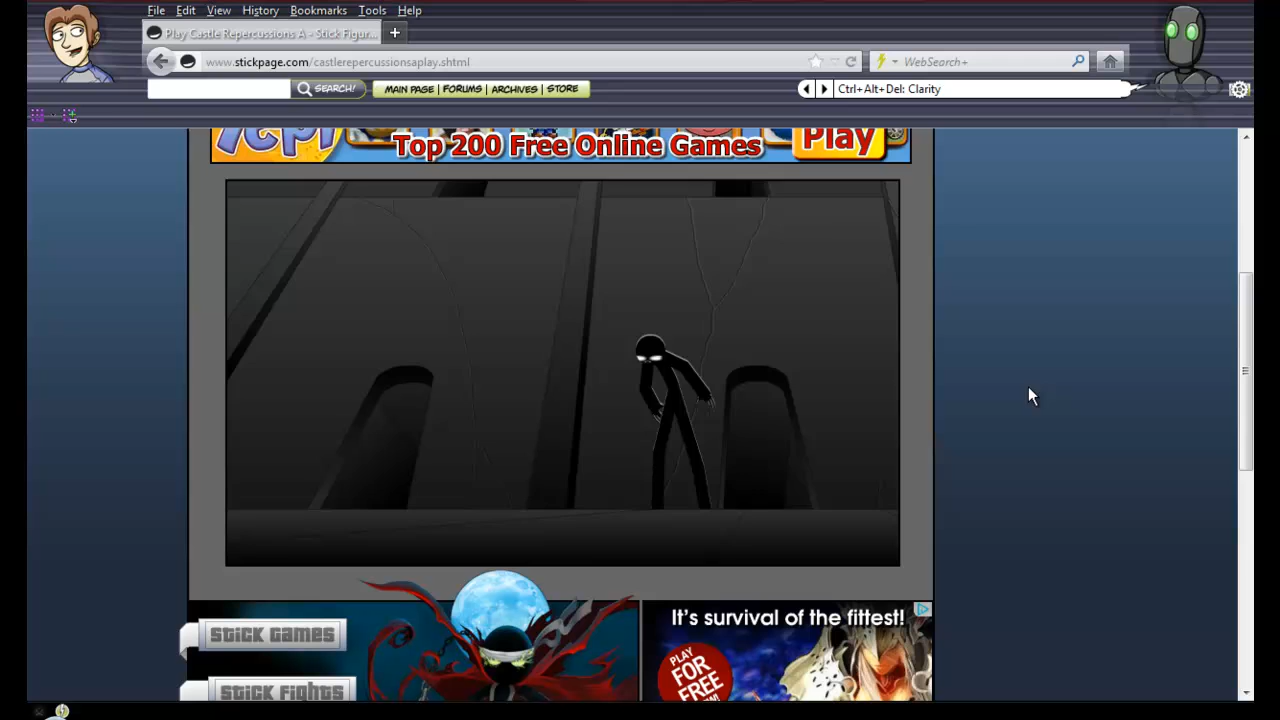 File Edit View History Bookmarks Tools Help
Play Castle Repercussions A - Stick Figur...
www.stickpage.com/castlerepercussionsaplay.shtml
WebSearch+
SEARCH!
MAIN PAGE | FORUMS | ARCHIVES | STORE
Ctrl+Alt+Del: Clarity
Play
Top 200 Free Online Games
STICK GAMES
It's survival of the fittest!
STICK FIGHTS
PLAY
FOR
FREE